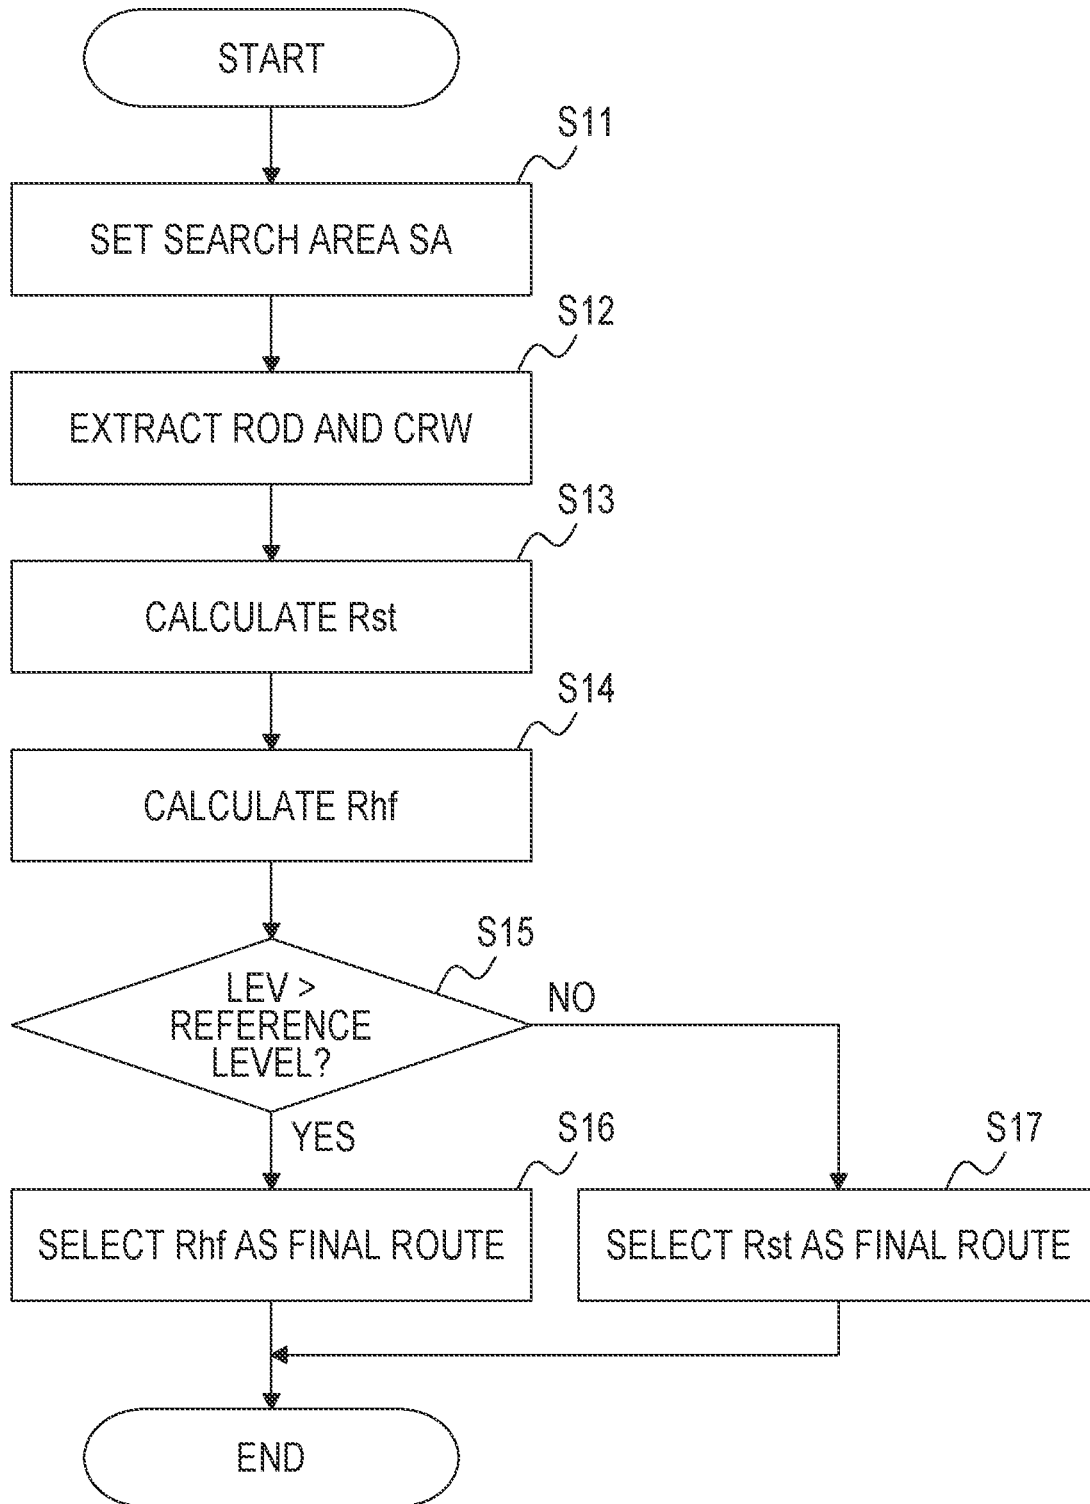 START
S11
SET SEARCH AREA SA
S12
EXTRACT ROD AND CRW
S13
CALCULATE Rst
S14
CALCULATE Rhf
S15
LEV >
REFERENCE
LEVEL?
NO
YES
S16
S17
SELECT Rhf AS FINAL ROUTE
SELECT Rst AS FINAL ROUTE
END